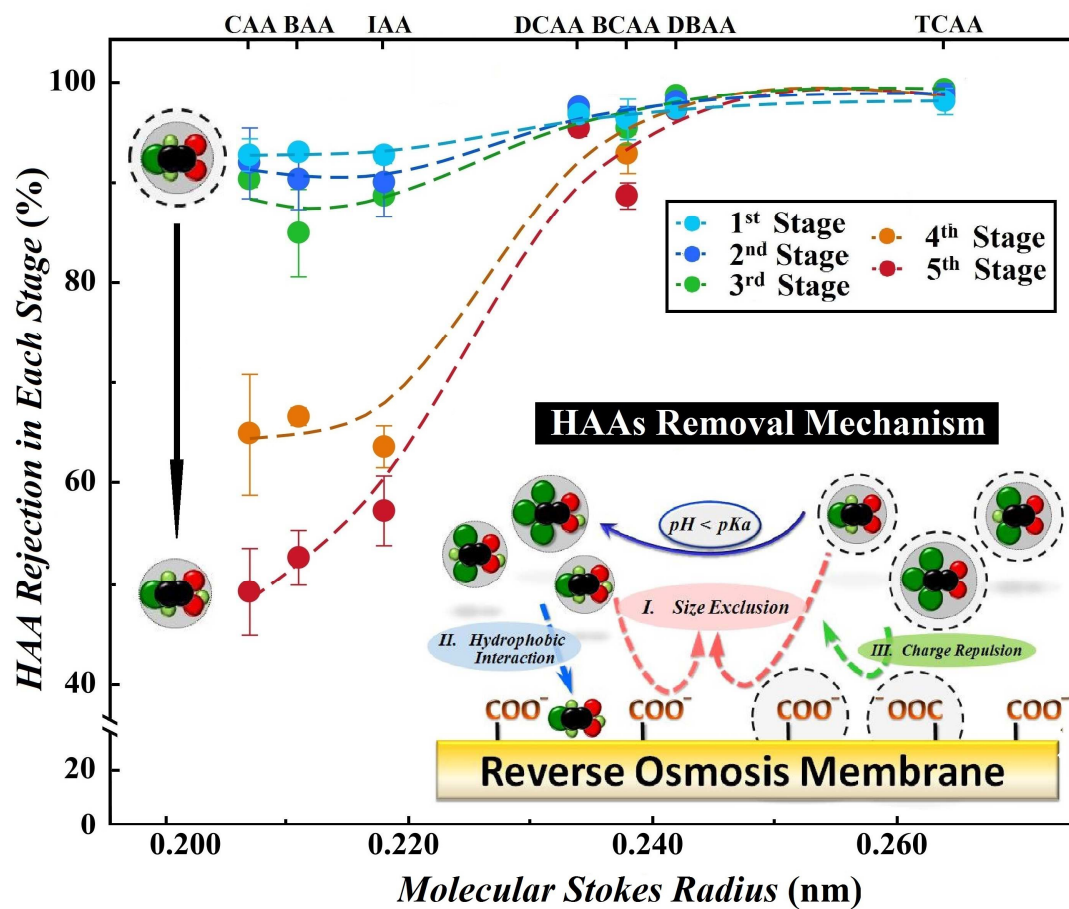 CAA BAA IAA DCAA BCAA DBAA TCAA
HAA Rejection in Each Stage (%)
100
80
60
40
20
0
1st Stage
2nd Stage
3rd Stage
4th Stage
5th Stage
HAAs Removal Mechanism
pH < pKa
I. Size Exclusion
II. Hydrophobic
Interaction
III. Charge Repulsion
COO⁻ COO⁻ COO⁻ ⁻OOC COO⁻
Reverse Osmosis Membrane
0.200 0.220 0.240 0.260
Molecular Stokes Radius (nm)